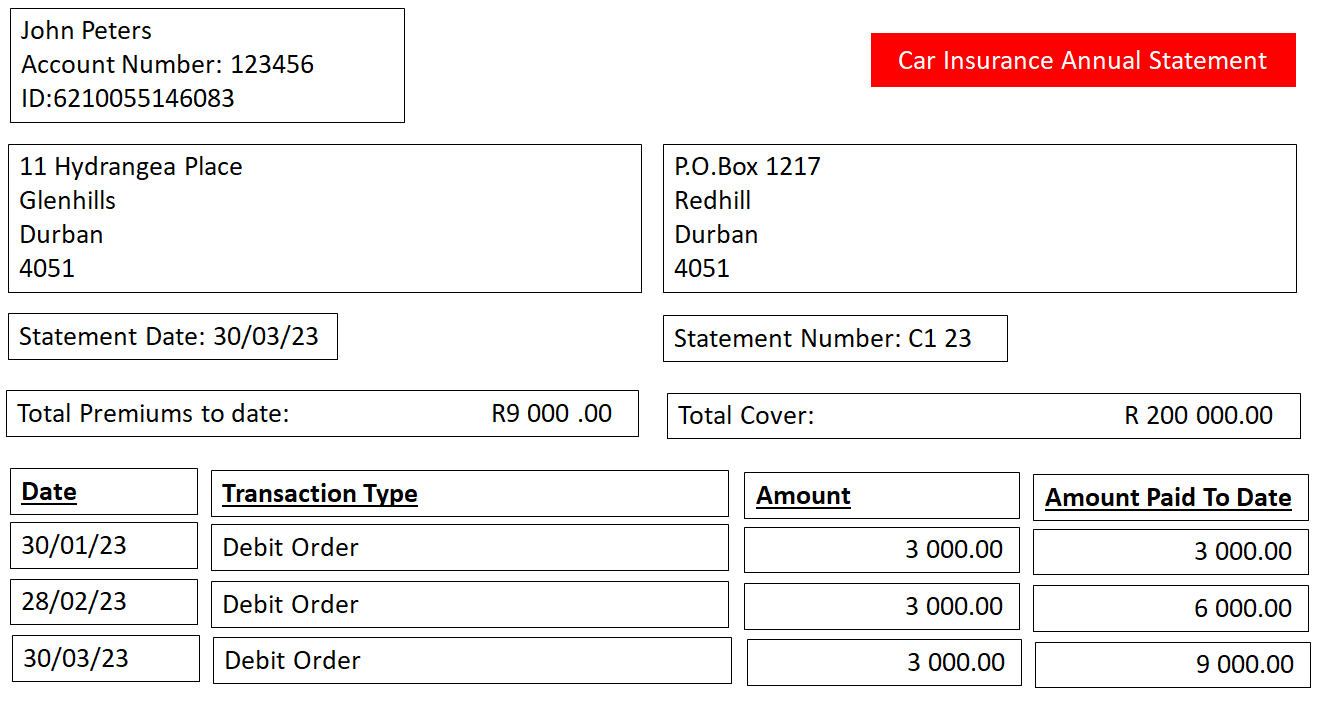 John Peters
Account Number: 123456
ID:6210055146083
Car Insurance Annual Statement
11 Hydrangea Place
Glenhills
Durban
4051
P.O.Box 1217
Redhill
Durban
4051
Statement Date: 30/03/23
Statement Number: C1 23
Total Premiums to date: R9 000 .00
Total Cover: R 200 000.00
Date Transaction Type Amount Amount Paid To Date
30/01/23 Debit Order 3 000.00 3 000.00
28/02/23 Debit Order 3 000.00 6 000.00
30/03/23 Debit Order 3 000.00 9 000.00